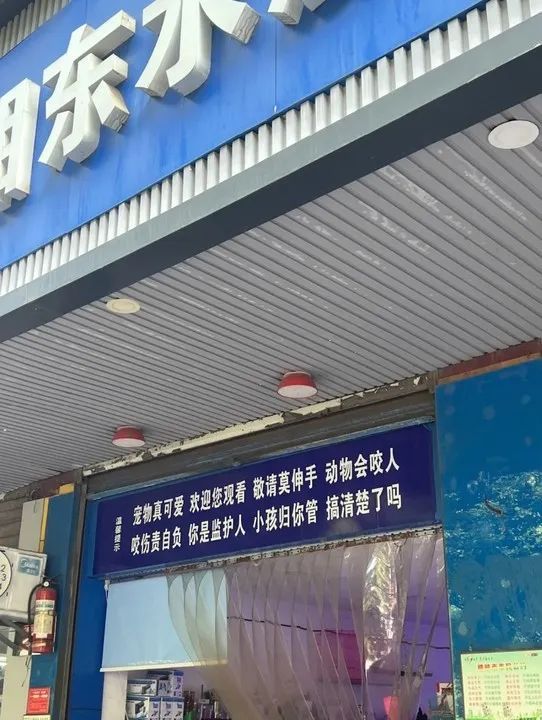 东水
温馨提示
宠物真可爱 欢迎您观看 敬请莫伸手 动物会咬人
咬伤责自负 你是监护人 小孩归你管 搞清楚了吗
Midea